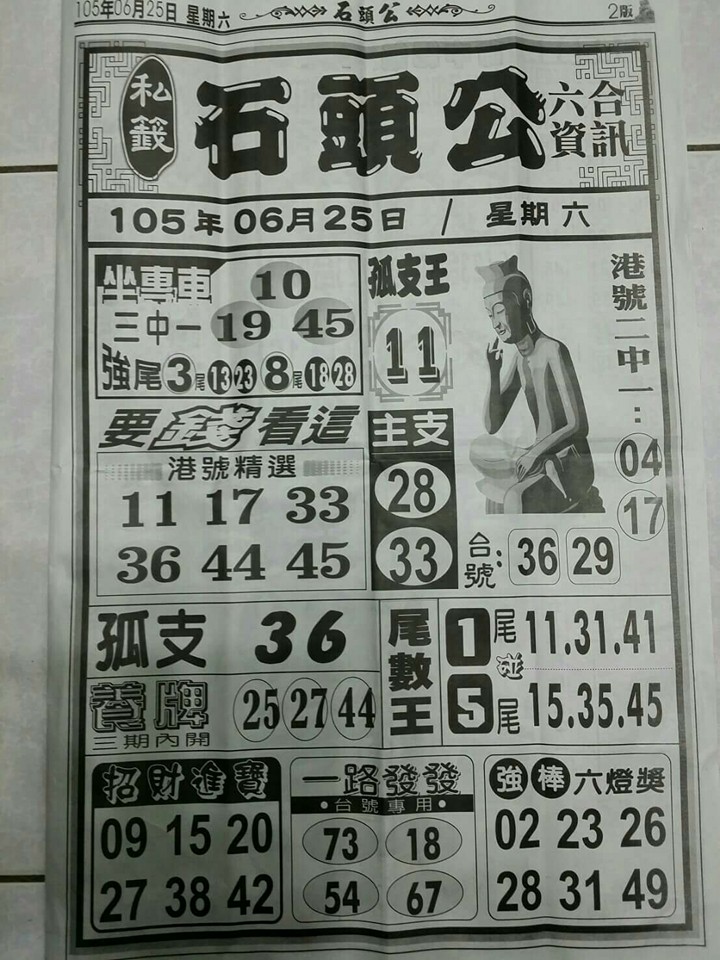 105年06月25日 星期六
石頭公
2版
私籤
石頭公
六合
資訊
105年06月25日 / 星期六
坐專車
三中一
10
19 45
強尾 3尾 13 23 8尾 18 28
孤支王
11
港號二中一:
04
17
要錢看這
港號精選
11 17 33
36 44 45
主支
28
33
台號: 36 29
孤支 36
養牌
三期內開
25 27 44
尾數王
1尾 11.31.41
碰
5尾 15.35.45
招財進寶
09 15 20
27 38 42
一路發發
●台號專用●
73 18
54 67
強棒六燈獎
02 23 26
28 31 49